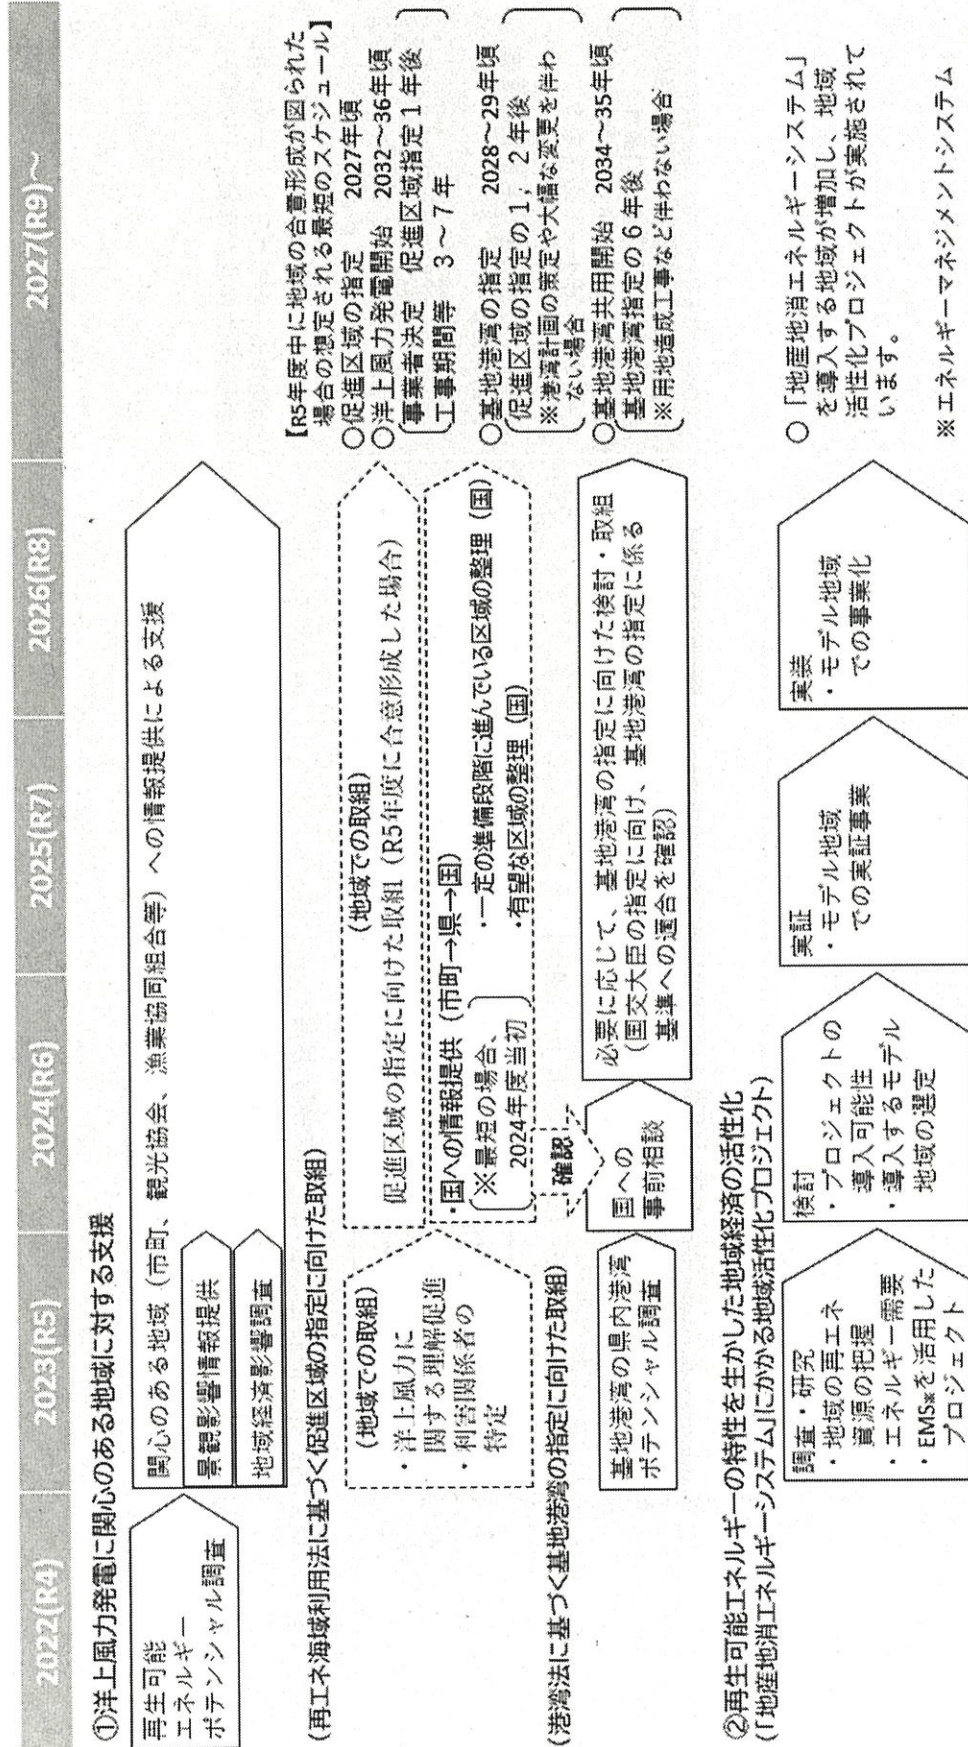 2022(R4)
2023(R5)
2024(R6)
2025(R7)
2026(R8)
2027(R9)～
①洋上風力発電に関心のある地域に対する支援
再生可能
エネルギー
ポテンシャル調査
関心のある地域（市町、観光協会、漁業協同組合等）への情報提供による支援
景観影響情報提供
地域経済影響調査
(再エネ海域利用法に基づく促進区域の指定に向けた取組)
(地域での取組)
・洋上風力に
関する理解促進
・利害関係者の
特定
(地域での取組)
促進区域の指定に向けた取組（R5年度に合意形成した場合）
・国への情報提供（市町→県→国）
※最短の場合、
2024年度当初
・一定の準備段階に進んでいる区域の整理（国）
・有望な区域の整理（国）
確認
【R5年度中に地域の合意形成が図られた
場合の想定される最短のスケジュール】
○促進区域の指定　2027年頃
○洋上風力発電開始　2032～36年頃
事業者決定　促進区域指定１年後
工事期間等　３～７年
○基地港湾の指定　2028～29年頃
促進区域の指定の１，２年後
※港湾計画の策定や大幅な変更を伴わ
ない場合
○基地港湾共用開始　2034～35年頃
基地港湾指定の６年後
※用地造成工事など伴わない場合
(港湾法に基づく基地港湾の指定に向けた取組)
基地港湾の県内港湾
ポテンシャル調査
国への
事前相談
必要に応じて、基地港湾の指定に向けた検討・取組
(国交大臣の指定に向け、基地港湾の指定に係る
基準への適合を確認)
②再生可能エネルギーの特性を生かした地域経済の活性化
(「地産地消エネルギーシステム」にかかる地域活性化プロジェクト)
調査・研究
・地域の再エネ
資源の把握
・エネルギー需要
・EMS※を活用した
プロジェクト
検討
・プロジェクトの
導入可能性
・導入するモデル
地域の選定
実証
・モデル地域
での実証事業
実装
・モデル地域
での事業化
○「地産地消エネルギーシステム」
を導入する地域が増加し、地域
活性化プロジェクトが実施されて
います。
※エネルギーマネジメントシステム